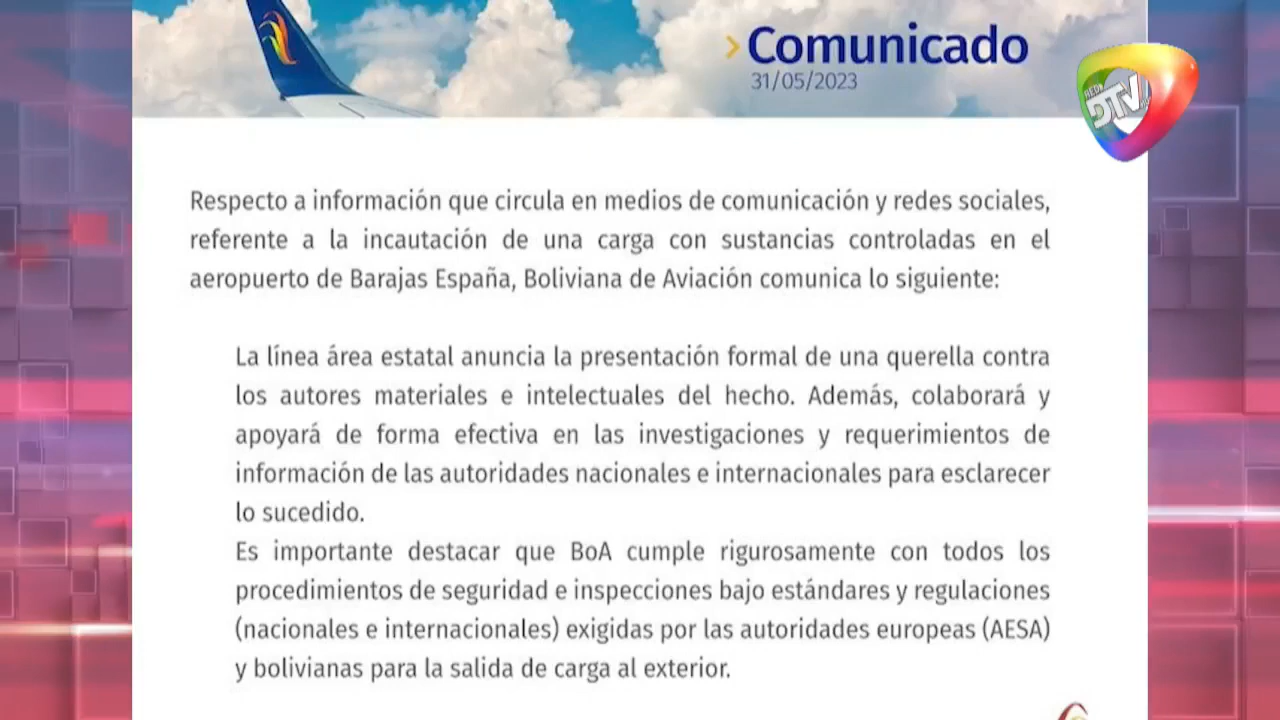 Comunicado
31/05/2023
RED
DTV
Respecto a información que circula en medios de comunicación y redes sociales,
referente a la incautación de una carga con sustancias controladas en el
aeropuerto de Barajas España, Boliviana de Aviación comunica lo siguiente:
La línea área estatal anuncia la presentación formal de una querella contra
los autores materiales e intelectuales del hecho. Además, colaborará y
apoyará de forma efectiva en las investigaciones y requerimientos de
información de las autoridades nacionales e internacionales para esclarecer
lo sucedido.
Es importante destacar que BoA cumple rigurosamente con todos los
procedimientos de seguridad e inspecciones bajo estándares y regulaciones
(nacionales e internacionales) exigidas por las autoridades europeas (AESA)
y bolivianas para la salida de carga al exterior.